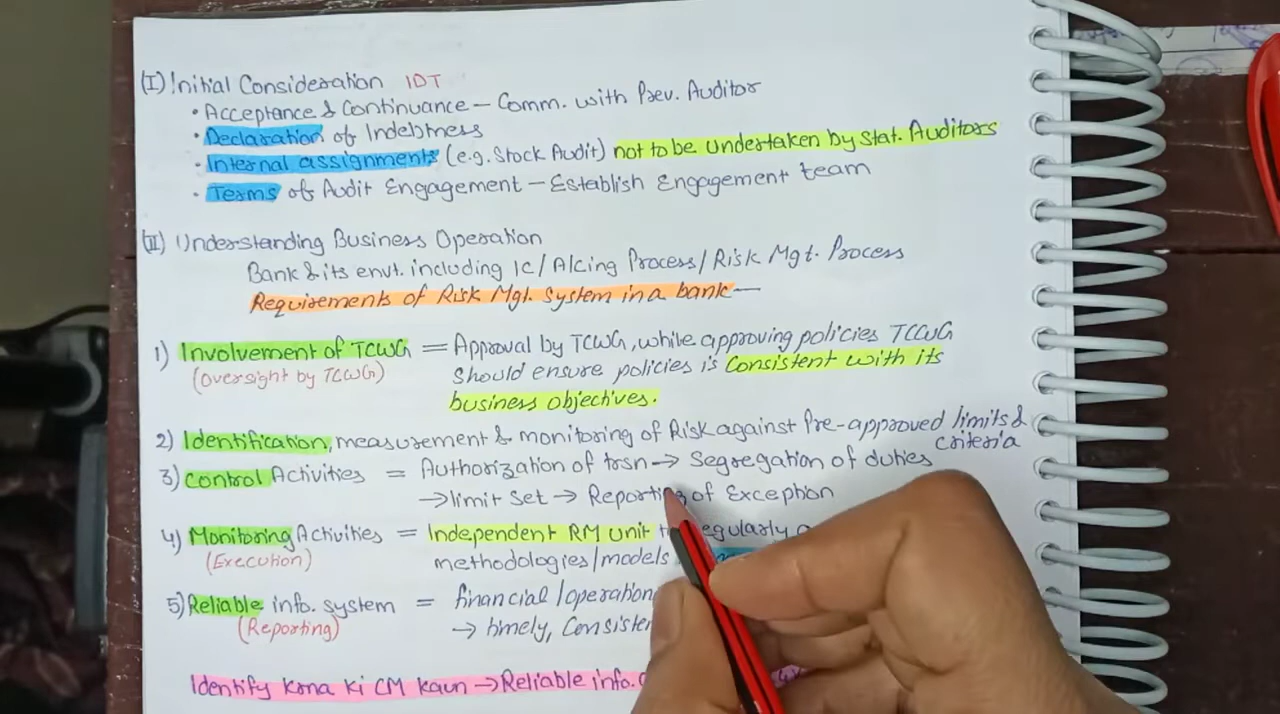 (I) Initial Consideration IDT
• Acceptance & Continuance – Comm. with Prev. Auditor
• Declaration of Indebtness
• Internal assignments (e.g. Stock Audit) not to be undertaken by Stat. Auditors
• Terms of Audit Engagement – Establish Engagement team
(II) Understanding Business Operation
Bank & its envt. including IC/A/cing Process/Risk Mgt. Process
Requirements of Risk Mgt. System in a bank –
1) Involvement of TCWG = Approval by TCWG, while approving policies TCWG
(Oversight by TCWG) should ensure policies is Consistent with its
business objectives.
2) Identification, measurement & monitoring of Risk against Pre-approved limits &
criteria
3) Control Activities = Authorization of trsn → Segregation of duties
→ limit Set → Reporting of Exception
4) Monitoring Activities = Independent RM Unit regularly
(Execution) methodologies/models
5) Reliable info. system = financial/operation
(Reporting) → timely,
Identify krna ki CM kaun → Reliable info.